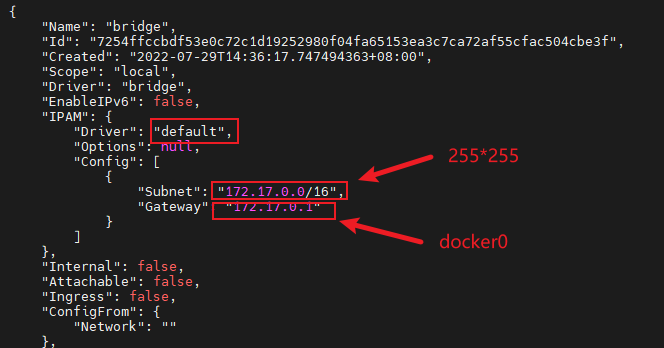 {
    "Name": "bridge",
    "Id": "7254ffccbdf53e0c72c1d19252980f04fa65153ea3c7ca72af55cfac504cbe3f",
    "Created": "2022-07-29T14:36:17.747494363+08:00",
    "Scope": "local",
    "Driver": "bridge",
    "EnableIPv6": false,
    "IPAM": {
        "Driver": "default",
        "Options": null,
        "Config": [
            {
                "Subnet": "172.17.0.0/16",
                "Gateway" "172.17.0.1"
            }
        ]
    },
    "Internal": false,
    "Attachable": false,
    "Ingress": false,
    "ConfigFrom": {
        "Network": ""
    },
255*255
docker0